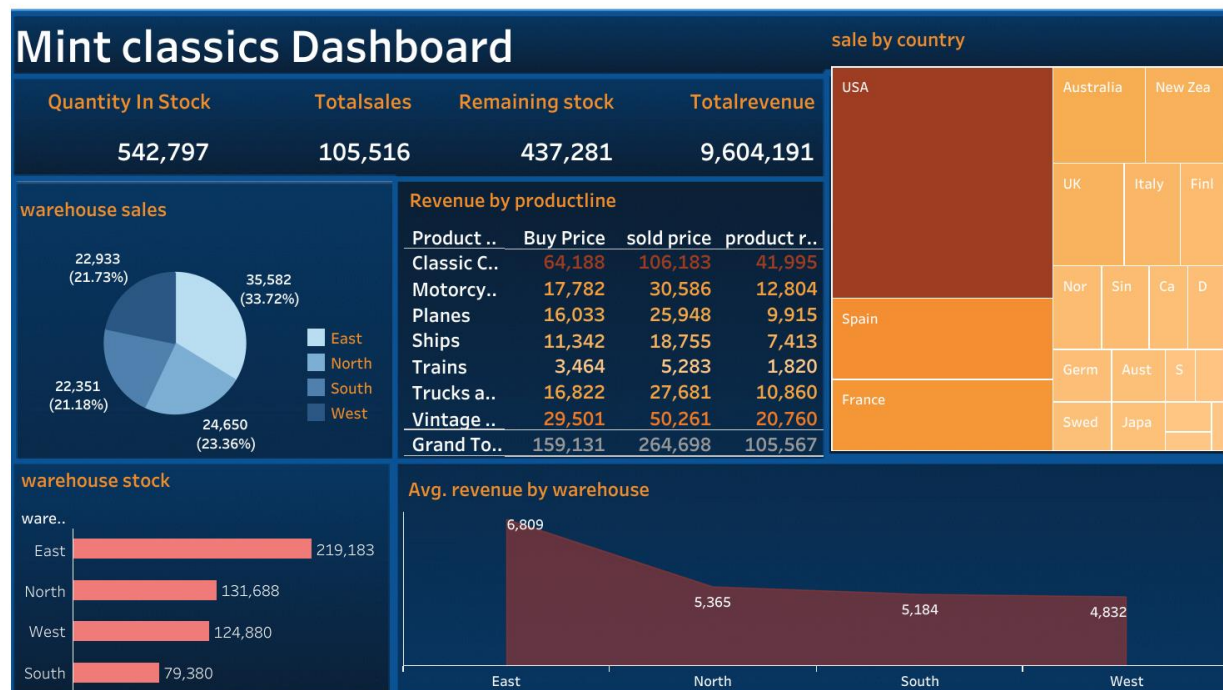 Mint classics Dashboard
Quantity In Stock Totalsales Remaining stock Totalrevenue
542,797 105,516 437,281 9,604,191
sale by country
USA
Australia
New Zea
UK
Italy
Finl
Nor
Sin
Ca
D
Spain
Germ
Aust
S
France
Swed
Japa
warehouse sales
22,933
(21.73%)
35,582
(33.72%)
22,351
(21.18%)
24,650
(23.36%)
East
North
South
West
Revenue by productline
Product .. Buy Price sold price product r..
Classic C.. 64,188 106,183 41,995
Motorcy.. 17,782 30,586 12,804
Planes 16,033 25,948 9,915
Ships 11,342 18,755 7,413
Trains 3,464 5,283 1,820
Trucks a.. 16,822 27,681 10,860
Vintage .. 29,501 50,261 20,760
Grand To.. 159,131 264,698 105,567
warehouse stock
ware..
East 219,183
North 131,688
West 124,880
South 79,380
Avg. revenue by warehouse
6,809
5,365
5,184
4,832
East North South West